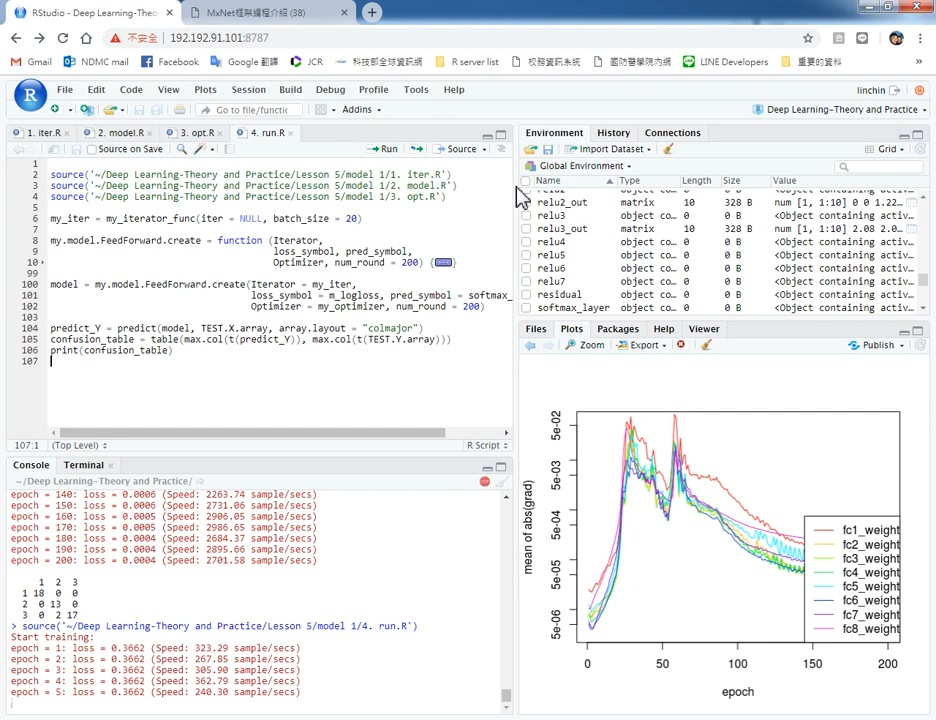 RStudio - Deep Learning-Theo
MxNet框架編程介紹 (38)
不安全 192.192.91.101:8787
Gmail
NDMC mail
Facebook
Google 翻譯
JCR
科技部全球資訊網
R server list
校務資訊系統
國防醫學院內網
LINE Developers
重要的資料
»
R
File Edit Code View Plots Session Build Debug Profile Tools Help
linchin
Go to file/functic
Addins
Deep Learning-Theory and Practice
1. iter.R
2. model.R
3. opt.R
4. run.R
Source on Save
Run
Source
1
2 source('~/Deep Learning-Theory and Practice/Lesson 5/model 1/1. iter.R')
3 source('~/Deep Learning-Theory and Practice/Lesson 5/model 1/2. model.R')
4 source('~/Deep Learning-Theory and Practice/Lesson 5/model 1/3. opt.R')
5
6 my_iter = my_iterator_func(iter = NULL, batch_size = 20)
7
8 my.model.FeedForward.create = function (Iterator,
9 loss_symbol, pred_symbol,
10 Optimizer, num_round = 200) {
}
99
100 model = my.model.FeedForward.create(Iterator = my_iter,
101 loss_symbol = m_logloss, pred_symbol = softmax_
102 Optimizer = my_optimizer, num_round = 200)
103
104 predict_Y = predict(model, TEST.X.array, array.layout = "colmajor")
105 confusion_table = table(max.col(t(predict_Y)), max.col(t(TEST.Y.array)))
106 print(confusion_table)
107
107:1 (Top Level) R Script
Console Terminal
~/Deep Learning-Theory and Practice/
epoch = 140: loss = 0.0006 (Speed: 2263.74 sample/secs)
epoch = 150: loss = 0.0006 (Speed: 2731.06 sample/secs)
epoch = 160: loss = 0.0005 (Speed: 2906.05 sample/secs)
epoch = 170: loss = 0.0005 (Speed: 2986.65 sample/secs)
epoch = 180: loss = 0.0004 (Speed: 2684.37 sample/secs)
epoch = 190: loss = 0.0004 (Speed: 2895.66 sample/secs)
epoch = 200: loss = 0.0004 (Speed: 2701.58 sample/secs)
1 2 3
1 18 0 0
2 0 13 0
3 0 2 17
> source('~/Deep Learning-Theory and Practice/Lesson 5/model 1/4. run.R')
Start training:
epoch = 1: loss = 0.3662 (Speed: 323.29 sample/secs)
epoch = 2: loss = 0.3662 (Speed: 267.85 sample/secs)
epoch = 3: loss = 0.3662 (Speed: 305.90 sample/secs)
epoch = 4: loss = 0.3662 (Speed: 362.79 sample/secs)
epoch = 5: loss = 0.3662 (Speed: 240.30 sample/secs)
Environment History Connections
Import Dataset
Grid
Global Environment
Name Type Length Size Value
relu2 object co… 0 B <Object containing activ…
relu2_out matrix 10 328 B num [1, 1:10] 0 0 1.22…
relu3 object co… 0 B <Object containing activ…
relu3_out matrix 10 328 B num [1, 1:10] 2.08 2.0…
relu4 object co… 0 B <Object containing activ…
relu5 object co… 0 B <Object containing activ…
relu6 object co… 0 B <Object containing activ…
relu7 object co… 0 B <Object containing activ…
residual object co… 0 B <Object containing activ…
softmax_layer object co… 0 B <Object containing activ…
Files Plots Packages Help Viewer
Zoom
Export
Publish
mean of abs(grad)
5e-02
5e-03
5e-04
5e-05
5e-06
fc1_weight
fc2_weight
fc3_weight
fc4_weight
fc5_weight
fc6_weight
fc7_weight
fc8_weight
0 50 100 150 200
epoch